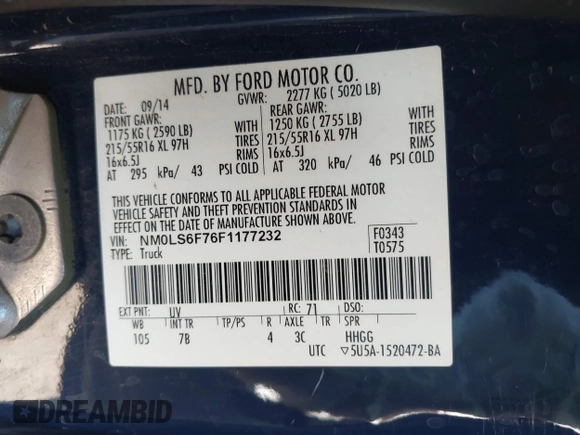 MFD. BY FORD MOTOR CO.
DATE: 09/14 GVWR: 2277 KG ( 5020 LB)
FRONT GAWR: REAR GAWR:
1175 KG ( 2590 LB) WITH 1250 KG ( 2755 LB) WITH
215/55R16 XL 97H TIRES 215/55R16 XL 97H TIRES
16x6.5J RIMS 16x6.5J RIMS
AT 295 kPa/ 43 PSI COLD AT 320 kPa/ 46 PSI COLD
THIS VEHICLE CONFORMS TO ALL APPLICABLE FEDERAL MOTOR
VEHICLE SAFETY AND THEFT PREVENTION STANDARDS IN
EFFECT ON THE DATE OF MANUFACTURE SHOWN ABOVE.
VIN: NM0LS6F76F1177232 F0343
TYPE: Truck T0575
EXT PNT: UV RC: 71 DSO:
WB INT TR TP/PS R AXLE TR SPR
105 7B 4 3C HHGG
UTC ▽5U5A-1520472-BA
DREAMBID